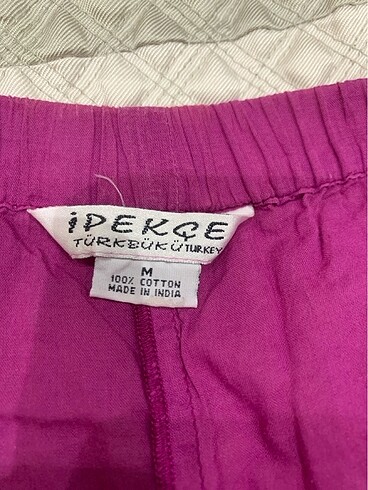 İPEKÇE
TÜRKBÜKÜ TURKEY
M
100% COTTON
MADE IN INDIA